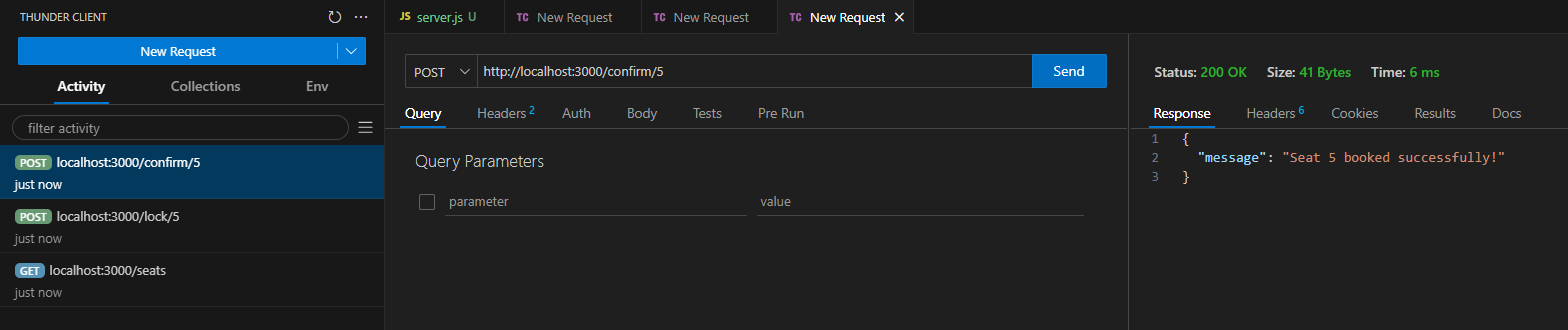 THUNDER CLIENT
New Request
Activity Collections Env
filter activity
POST localhost:3000/confirm/5
just now
POST localhost:3000/lock/5
just now
GET localhost:3000/seats
just now
JS server.js U TC New Request TC New Request TC New Request
POST http://localhost:3000/confirm/5 Send
Query Headers 2 Auth Body Tests Pre Run
Query Parameters
parameter value
Status: 200 OK Size: 41 Bytes Time: 6 ms
Response Headers 6 Cookies Results Docs
1 {
2 "message": "Seat 5 booked successfully!"
3 }